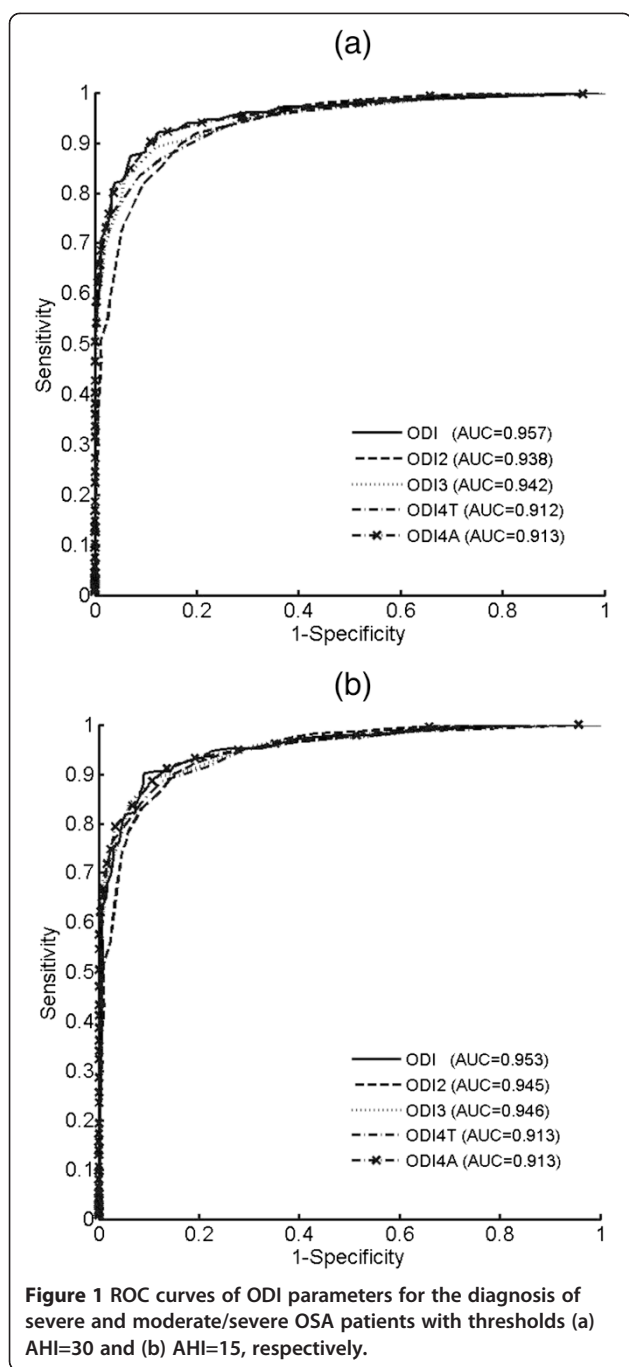 (a)
1
0.9
0.8
0.7
0.6
0.5
0.4
0.3
0.2
0.1
0
Sensitivity
ODI (AUC=0.957)
ODI2 (AUC=0.938)
ODI3 (AUC=0.942)
ODI4T (AUC=0.912)
ODI4A (AUC=0.913)
0 0.2 0.4 0.6 0.8 1
1-Specificity
(b)
1
0.9
0.8
0.7
0.6
0.5
0.4
0.3
0.2
0.1
0
Sensitivity
ODI (AUC=0.953)
ODI2 (AUC=0.945)
ODI3 (AUC=0.946)
ODI4T (AUC=0.913)
ODI4A (AUC=0.913)
0 0.2 0.4 0.6 0.8 1
1-Specificity
Figure 1 ROC curves of ODI parameters for the diagnosis of
severe and moderate/severe OSA patients with thresholds (a)
AHI=30 and (b) AHI=15, respectively.